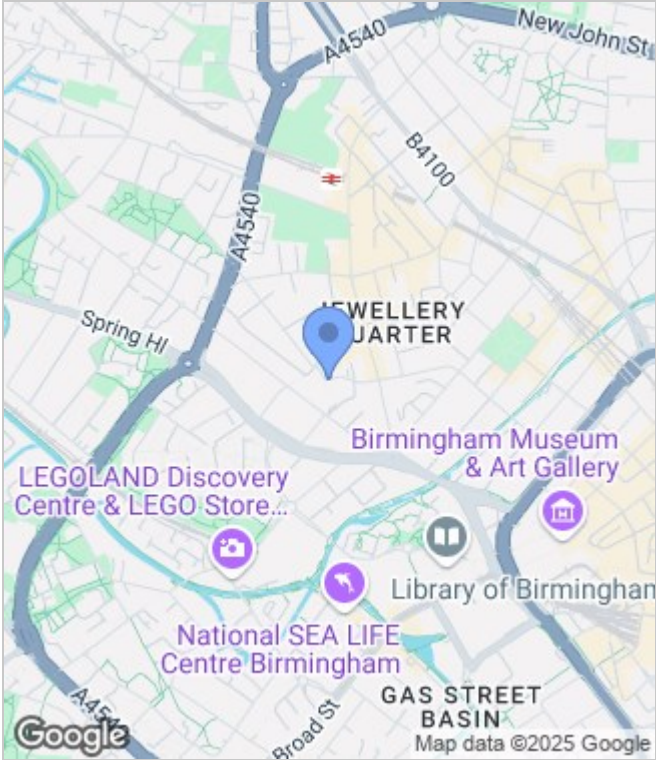 A4540
New John St
B4100
A4540
JEWELLERY
QUARTER
Spring Hl
Birmingham Museum
& Art Gallery
LEGOLAND Discovery
Centre & LEGO Store...
Library of Birmingham
National SEA LIFE
Centre Birmingham
GAS STREET
BASIN
A4540
Broad St
Google
Map data ©2025 Google